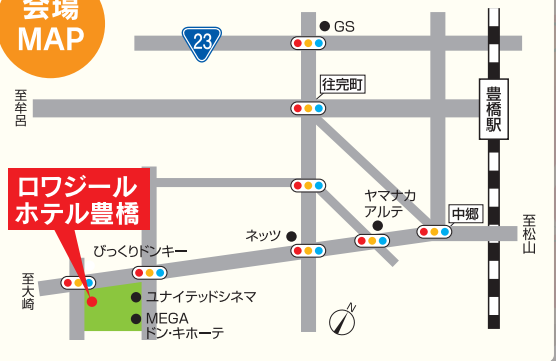 会場
MAP
23
GS
往完町
至牟呂
豊橋駅
ロワジール
ホテル豊橋
ヤマナカ
アルテ
中郷
至松山
ネッツ
びっくりドンキー
至大崎
ユナイテッドシネマ
MEGA
ドン・キホーテ
N